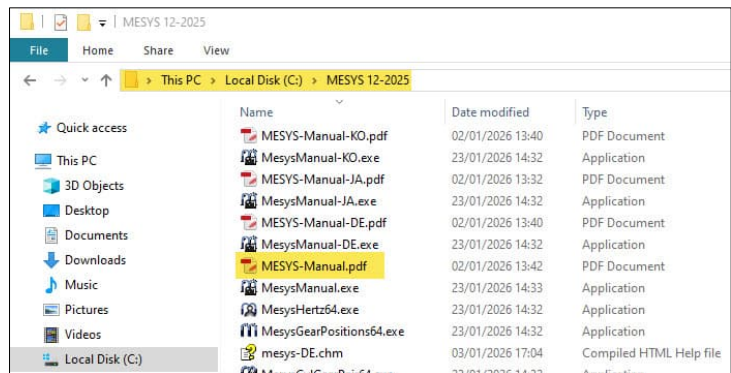 MESYS 12-2025
File Home Share View
This PC > Local Disk (C:) > MESYS 12-2025
Name Date modified Type
Quick access
This PC
3D Objects
Desktop
Documents
Downloads
Music
Pictures
Videos
Local Disk (C:)
MESYS-Manual-KO.pdf 02/01/2026 13:40 PDF Document
MesysManual-KO.exe 23/01/2026 14:32 Application
MESYS-Manual-JA.pdf 02/01/2026 13:32 PDF Document
MesysManual-JA.exe 23/01/2026 14:32 Application
MESYS-Manual-DE.pdf 02/01/2026 13:40 PDF Document
MesysManual-DE.exe 23/01/2026 14:32 Application
MESYS-Manual.pdf 02/01/2026 13:42 PDF Document
MesysManual.exe 23/01/2026 14:33 Application
MesysHertz64.exe 23/01/2026 14:32 Application
MesysGearPositions64.exe 23/01/2026 14:32 Application
mesys-DE.chm 03/01/2026 17:04 Compiled HTML Help file